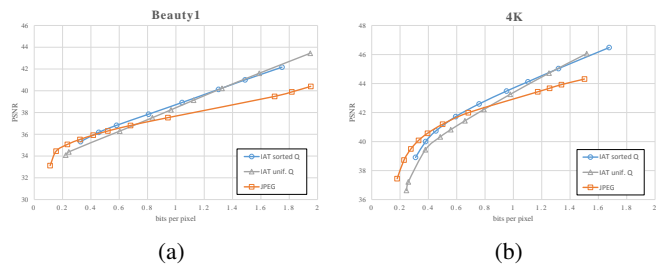 Beauty1
46
44
42
40
38
36
34
32
30
PSNR
0 0.2 0.4 0.6 0.8 1 1.2 1.4 1.6 1.8 2
bits per pixel
IAT sorted Q
IAT unif. Q
JPEG
(a)
4K
48
46
44
42
40
38
36
PSNR
0 0.2 0.4 0.6 0.8 1 1.2 1.4 1.6 1.8 2
bits per pixel
IAT sorted Q
IAT unif. Q
JPEG
(b)